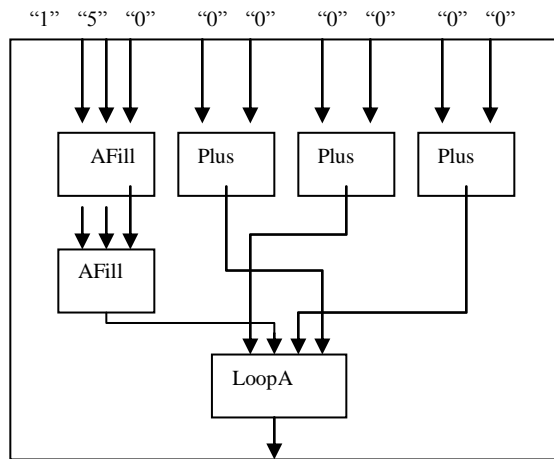 “1” “5” “0” “0” “0” “0” “0” “0” “0”
AFill Plus Plus Plus
AFill
LoopA